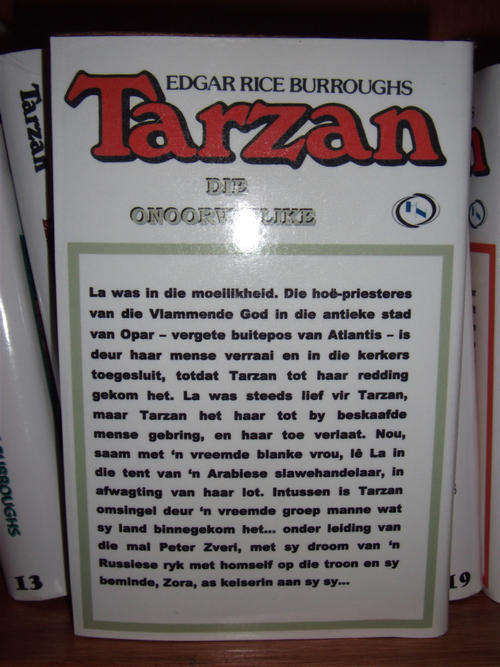 EDGAR RICE BURROUGHS
Tarzan
DIE
La was in die moeilikheid. Die hoë-priesteres
van die Vlammende God in die antieke stad
van Opar – vergete buitepos van Atlantis – is
deur haar mense verraai en in die kerkers
toegesluit, totdat Tarzan tot haar redding
gekom het. La was steeds lief vir Tarzan,
maar Tarzan het haar tot by beskaafde
mense gebring, en haar toe verlaat. Nou,
saam met ‘n vreemde blanke vrou, lê La in
die tent van ‘n Arabiese slawehandelaar, in
afwagting van haar lot. Intussen is Tarzan
omsingel deur ‘n vreemde groep manne wat
sy land binnegekom het... onder leiding van
die mal Peter Zveri, met sy droom van ‘n
Russiese ryk met homself op die troon en sy
beminde, Zora, as keiserin aan sy sy...
Tarzan
13
19